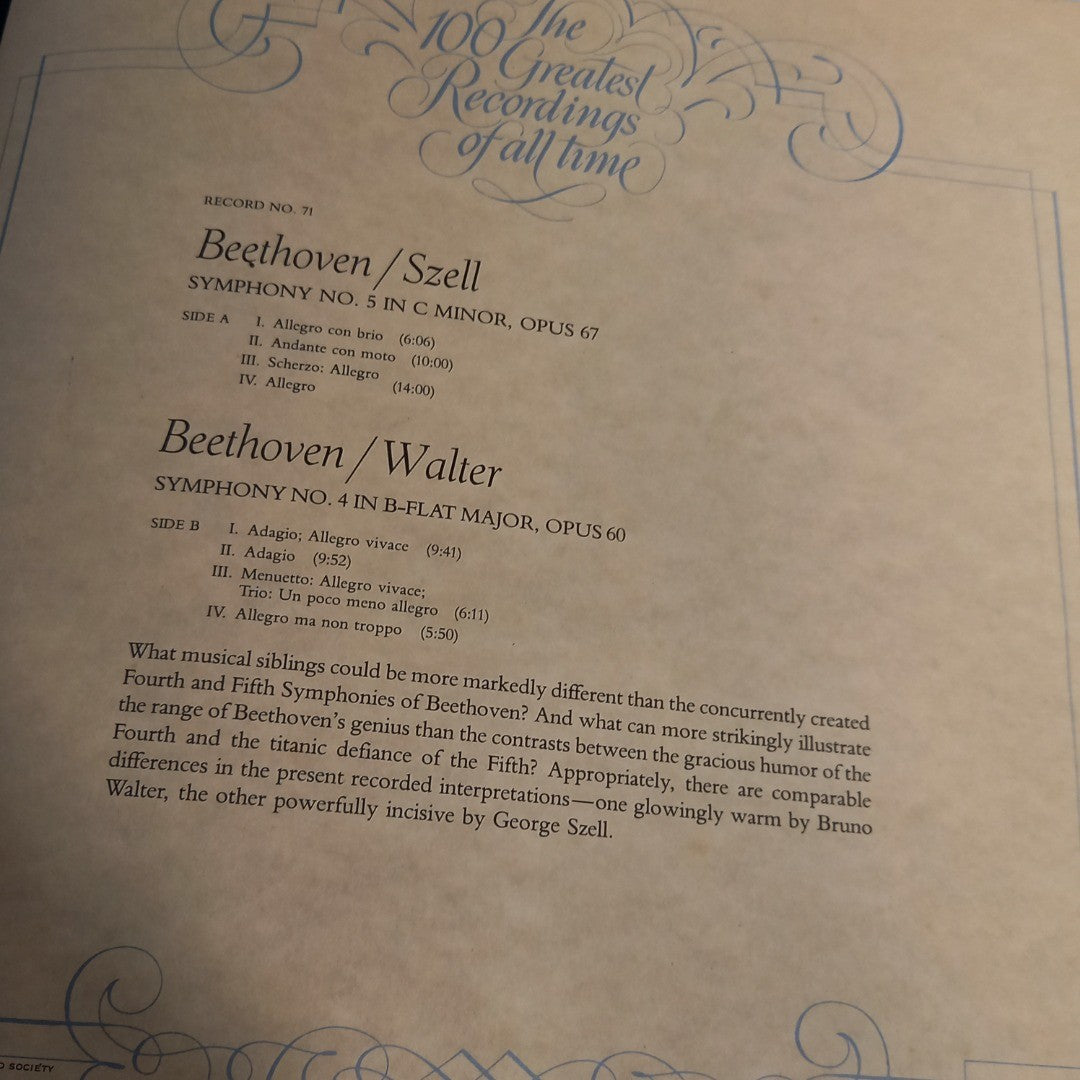 The
100
Greatest
Recordings
of all time
RECORD NO. 71
Beethoven / Szell
SYMPHONY NO. 5 IN C MINOR, OPUS 67
SIDE A I. Allegro con brio (6:06)
II. Andante con moto (10:00)
III. Scherzo: Allegro
IV. Allegro (14:00)
Beethoven / Walter
SYMPHONY NO. 4 IN B-FLAT MAJOR, OPUS 60
SIDE B I. Adagio; Allegro vivace (9:41)
II. Adagio (9:52)
III. Menuetto: Allegro vivace;
Trio: Un poco meno allegro (6:11)
IV. Allegro ma non troppo (5:50)
What musical siblings could be more markedly different than the concurrently created
Fourth and Fifth Symphonies of Beethoven? And what can more strikingly illustrate
the range of Beethoven's genius than the contrasts between the gracious humor of the
Fourth and the titanic defiance of the Fifth? Appropriately, there are comparable
differences in the present recorded interpretations—one glowingly warm by Bruno
Walter, the other powerfully incisive by George Szell.
SOCIETY